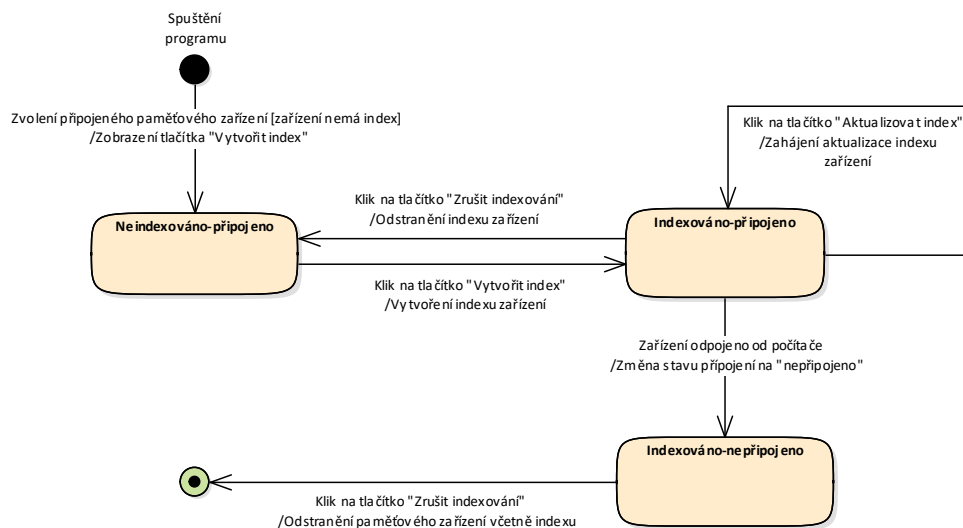 Spuštění
programu
Zvolení připojeného paměťového zařízení [zařízení nemá index]
/Zobrazení tlačítka "Vytvořit index"
Klik na tlačítko "Aktualizovat index"
/Zahájení aktualizace indexu
zařízení
Klik na tlačítko "Zrušit indexování"
/Odstranění indexu zařízení
Neindexováno-připojeno
Indexováno-připojeno
Klik na tlačítko "Vytvořit index"
/Vytvoření indexu zařízení
Zařízení odpojeno od počítače
/Změna stavu přípojení na "nepřipojeno"
Indexováno-nepřipojeno
Klik na tlačítko "Zrušit indexování"
/Odstranění paměťového zařízení včetně indexu